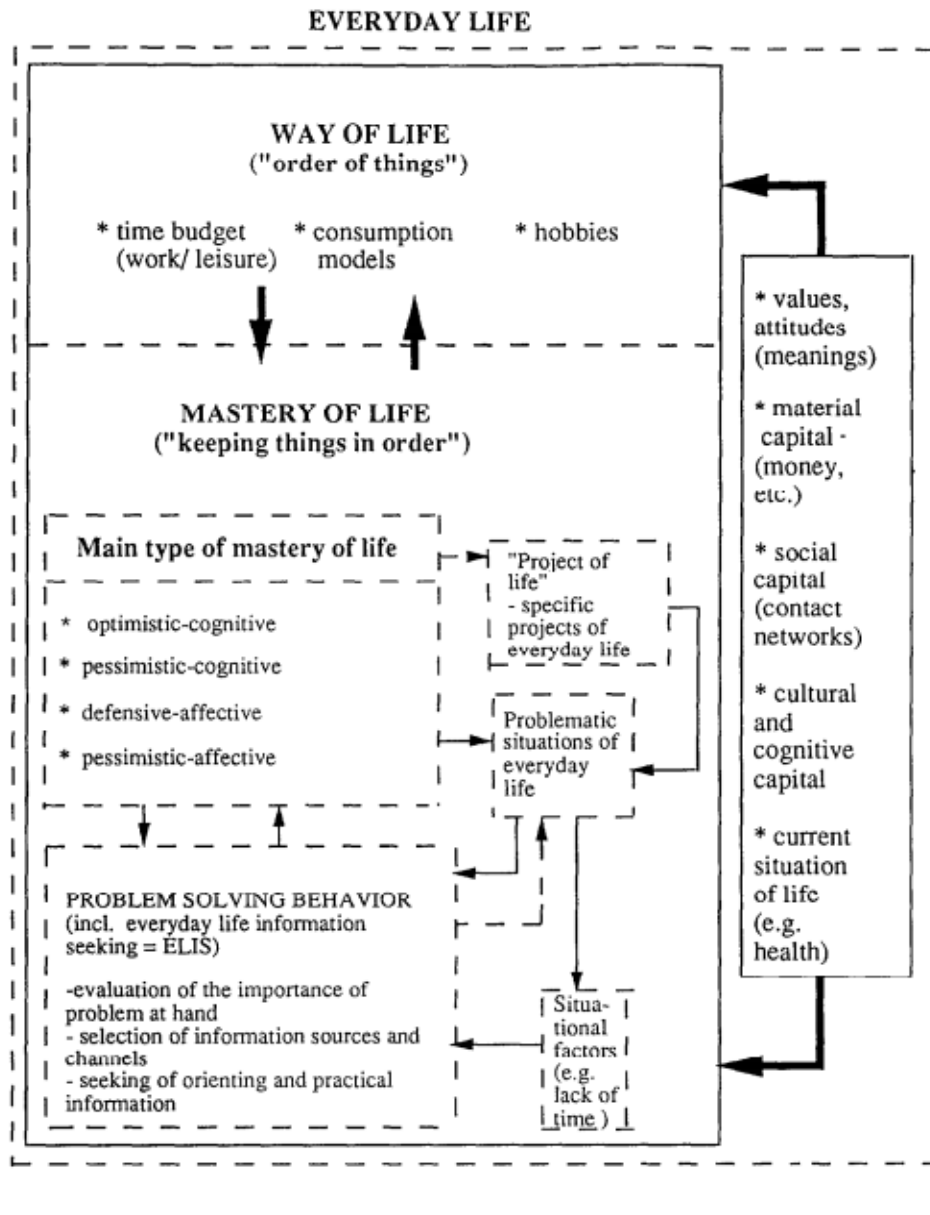 EVERYDAY LIFE
WAY OF LIFE
("order of things")
* time budget
(work/ leisure)
* consumption
models
* hobbies
MASTERY OF LIFE
("keeping things in order")
Main type of mastery of life
* optimistic-cognitive
* pessimistic-cognitive
* defensive-affective
* pessimistic-affective
"Project of
life"
- specific
projects of
everyday life
Problematic
situations of
everyday
life
PROBLEM SOLVING BEHAVIOR
(incl. everyday life information
seeking = ELIS)
-evaluation of the importance of
problem at hand
- selection of information sources and
channels
- seeking of orienting and practical
information
Situa-
tional
factors
(e.g.
lack of
time )
* values,
attitudes
(meanings)
* material
capital -
(money,
etc.)
* social
capital
(contact
networks)
* cultural
and
cognitive
capital
* current
situation
of life
(e.g.
health)